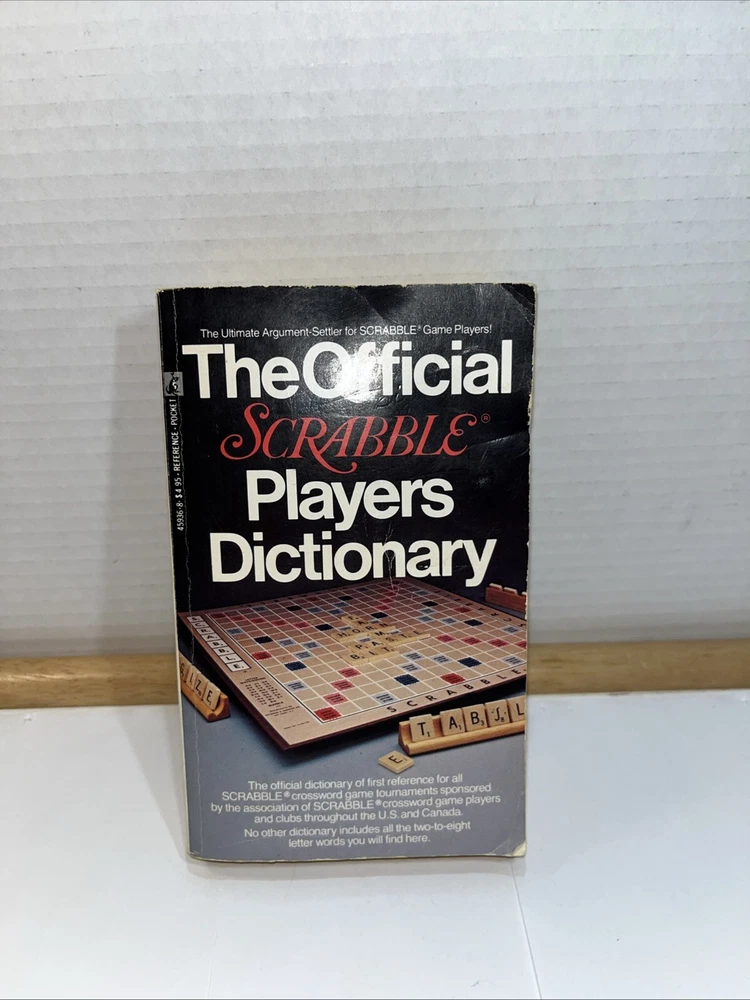 The Ultimate Argument-Settler for SCRABBLE® Game Players!
The Official
SCRABBLE®
Players
Dictionary
45936-8 · $4.95 · REFERENCE · POCKET
SCRABBLE
L Z E
T1 A1 B3 L
E
The official dictionary of first reference for all
SCRABBLE® crossword game tournaments sponsored
by the association of SCRABBLE® crossword game players
and clubs throughout the U.S. and Canada.
No other dictionary includes all the two-to-eight
letter words you will find here.